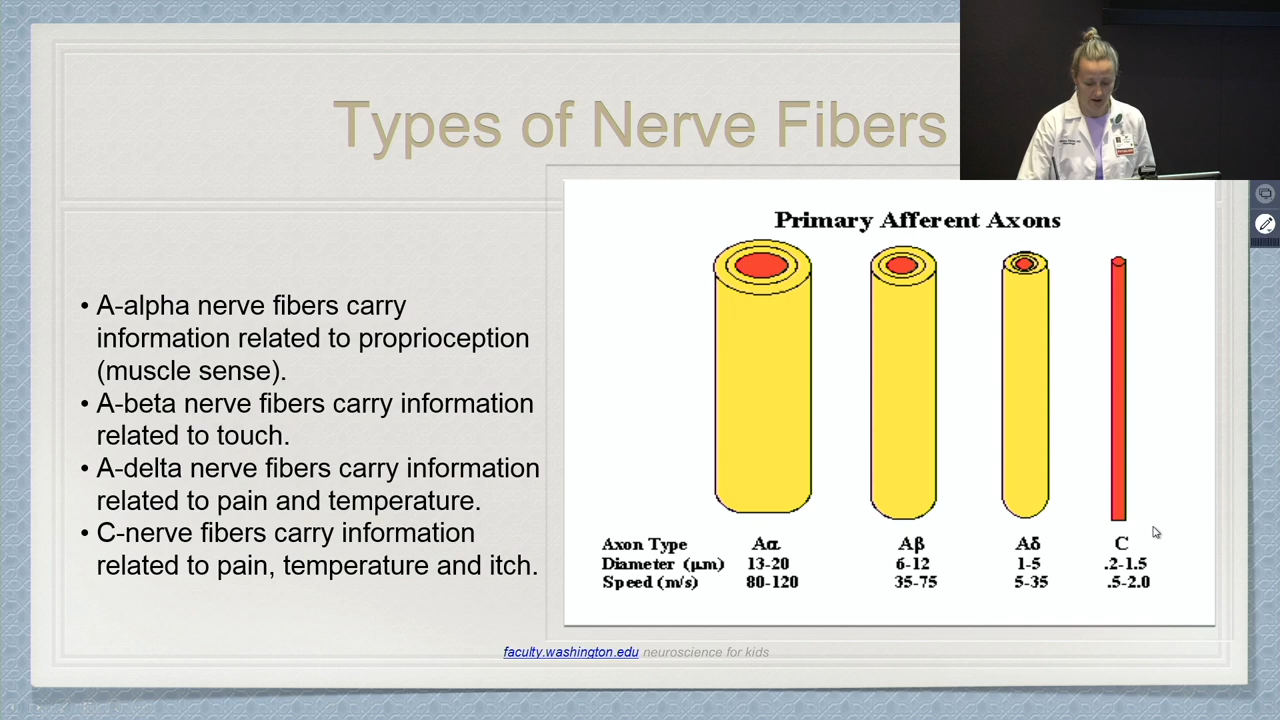 Types of Nerve Fibers
• A-alpha nerve fibers carry
information related to proprioception
(muscle sense).
• A-beta nerve fibers carry information
related to touch.
• A-delta nerve fibers carry information
related to pain and temperature.
• C-nerve fibers carry information
related to pain, temperature and itch.
Primary Afferent Axons
Axon Type Aα Aβ Aδ C
Diameter (µm) 13-20 6-12 1-5 .2-1.5
Speed (m/s) 80-120 35-75 5-35 .5-2.0
faculty.washington.edu neuroscience for kids